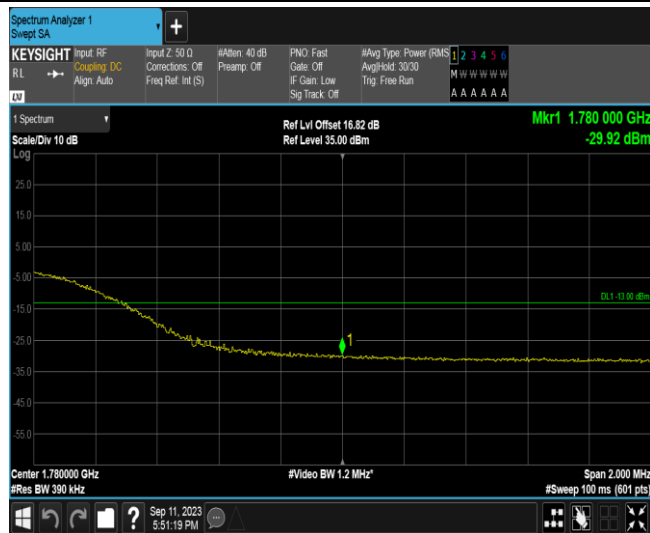 Spectrum Analyzer 1
Swept SA
+
KEYSIGHT
RL
LXI
Input: RF
Coupling: DC
Align: Auto
Input Z: 50 Ω
Corrections: Off
Freq Ref: Int (S)
#Atten: 40 dB
Preamp: Off
PNO: Fast
Gate: Off
IF Gain: Low
Sig Track: Off
#Avg Type: Power (RMS
Avg|Hold: 30/30
Trig: Free Run
1 2 3 4 5 6
M W W W W W
A A A A A A
1 Spectrum
Scale/Div 10 dB
Ref Lvl Offset 16.82 dB
Ref Level 35.00 dBm
Mkr1 1.780 000 GHz
-29.92 dBm
Log
25.0
15.0
5.00
-5.00
DL1 -13.00 dBm
-15.0
-25.0
1
-35.0
-45.0
-55.0
Center 1.780000 GHz
#Video BW 1.2 MHz*
Span 2.000 MHz
#Res BW 390 kHz
#Sweep 100 ms (601 pts)
?
Sep 11, 2023
5:51:19 PM